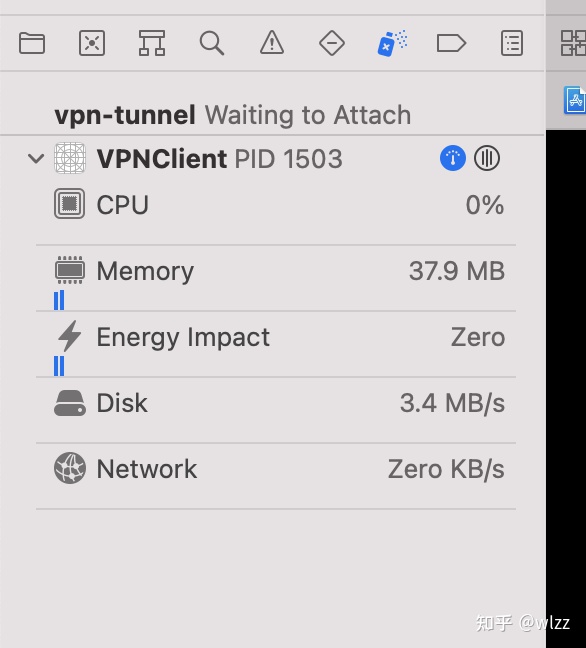 vpn-tunnel Waiting to Attach
VPNClient PID 1503
CPU 0%
Memory 37.9 MB
Energy Impact Zero
Disk 3.4 MB/s
Network Zero KB/s
知乎 @wlzz